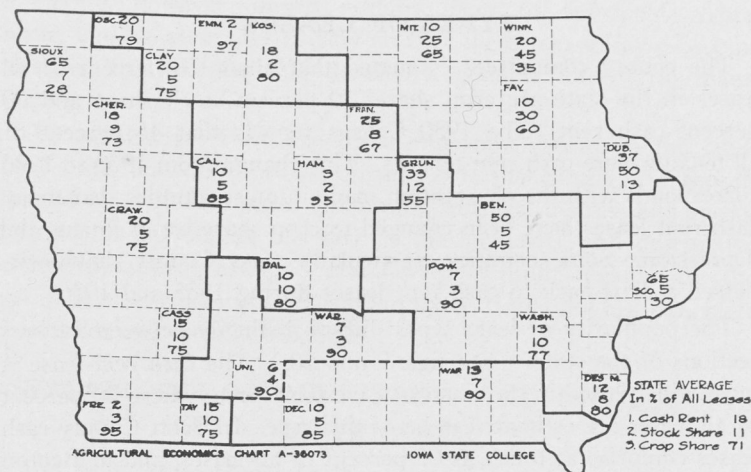 OSC. 20
1
79
EMM. 2
1
97
KOS.
18
2
80
MIT. 10
25
65
WINN.
20
45
35
SIOUX
65
7
28
CLAY
20
5
75
CHER.
18
9
73
FRAN.
25
8
67
FAY.
10
30
60
DUB.
37
50
13
CAL.
10
5
85
HAM.
3
2
95
GRUN.
33
12
55
BEN.
50
5
45
CRAW.
20
5
75
DAL.
10
10
80
POW.
7
3
90
65
SCO. 5
30
CASS
15
10
75
WAR.
7
3
90
WASH.
13
10
77
UNI. 6
4
90
WAR 13
7
80
DES M.
12
8
80
FRE. 2
3
95
TAY 15
10
75
DEC. 10
5
85
STATE AVERAGE
In % of All Leases
1. Cash Rent 18
2. Stock Share 11
3. Crop Share 71
AGRICULTURAL ECONOMICS CHART A-36073 IOWA STATE COLLEGE